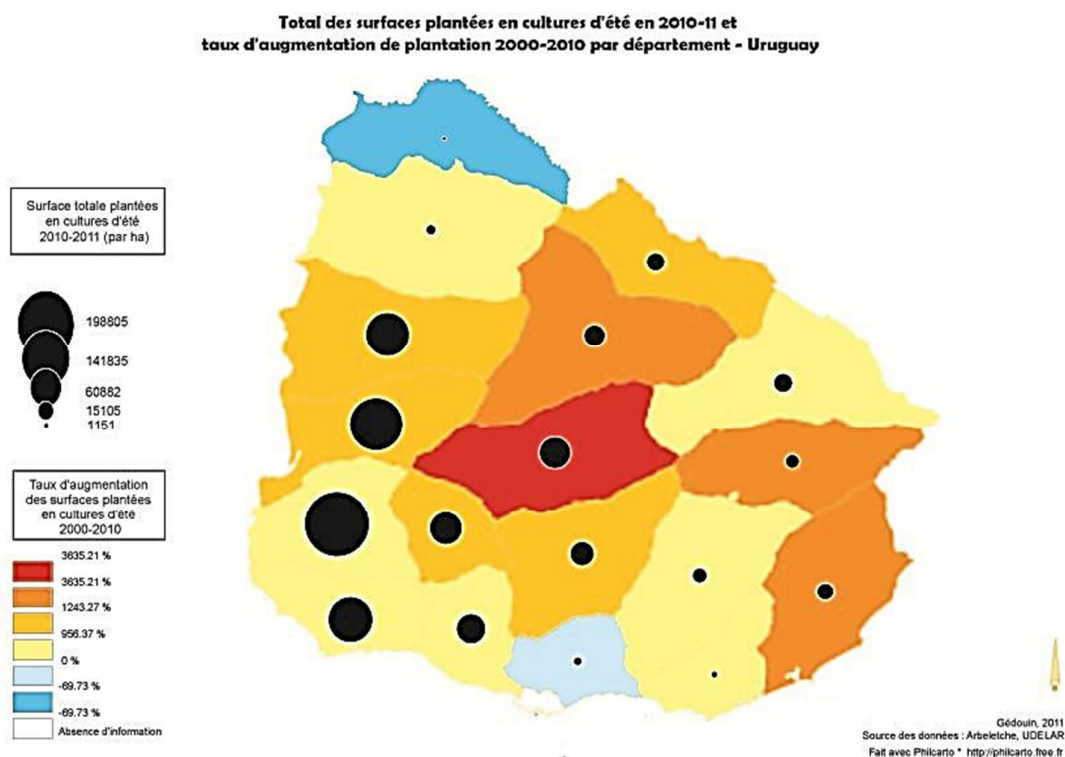 Total des surfaces plantées en cultures d'été en 2010-11 et
taux d'augmentation de plantation 2000-2010 par département - Uruguay
Surface totale plantées
en cultures d'été
2010-2011 (par ha)
198605
141835
60862
15105
1151
Taux d'augmentation
des surfaces plantées
en cultures d'été
2000-2010
3635.21 %
3635.21 %
1243.27 %
956.37 %
0 %
-69.73 %
-69.73 %
Absence d'information
Gédouin, 2011
Source des données : Arbeletche, UDELAR
Fait avec Philcarto * http://philcarto.free.fr